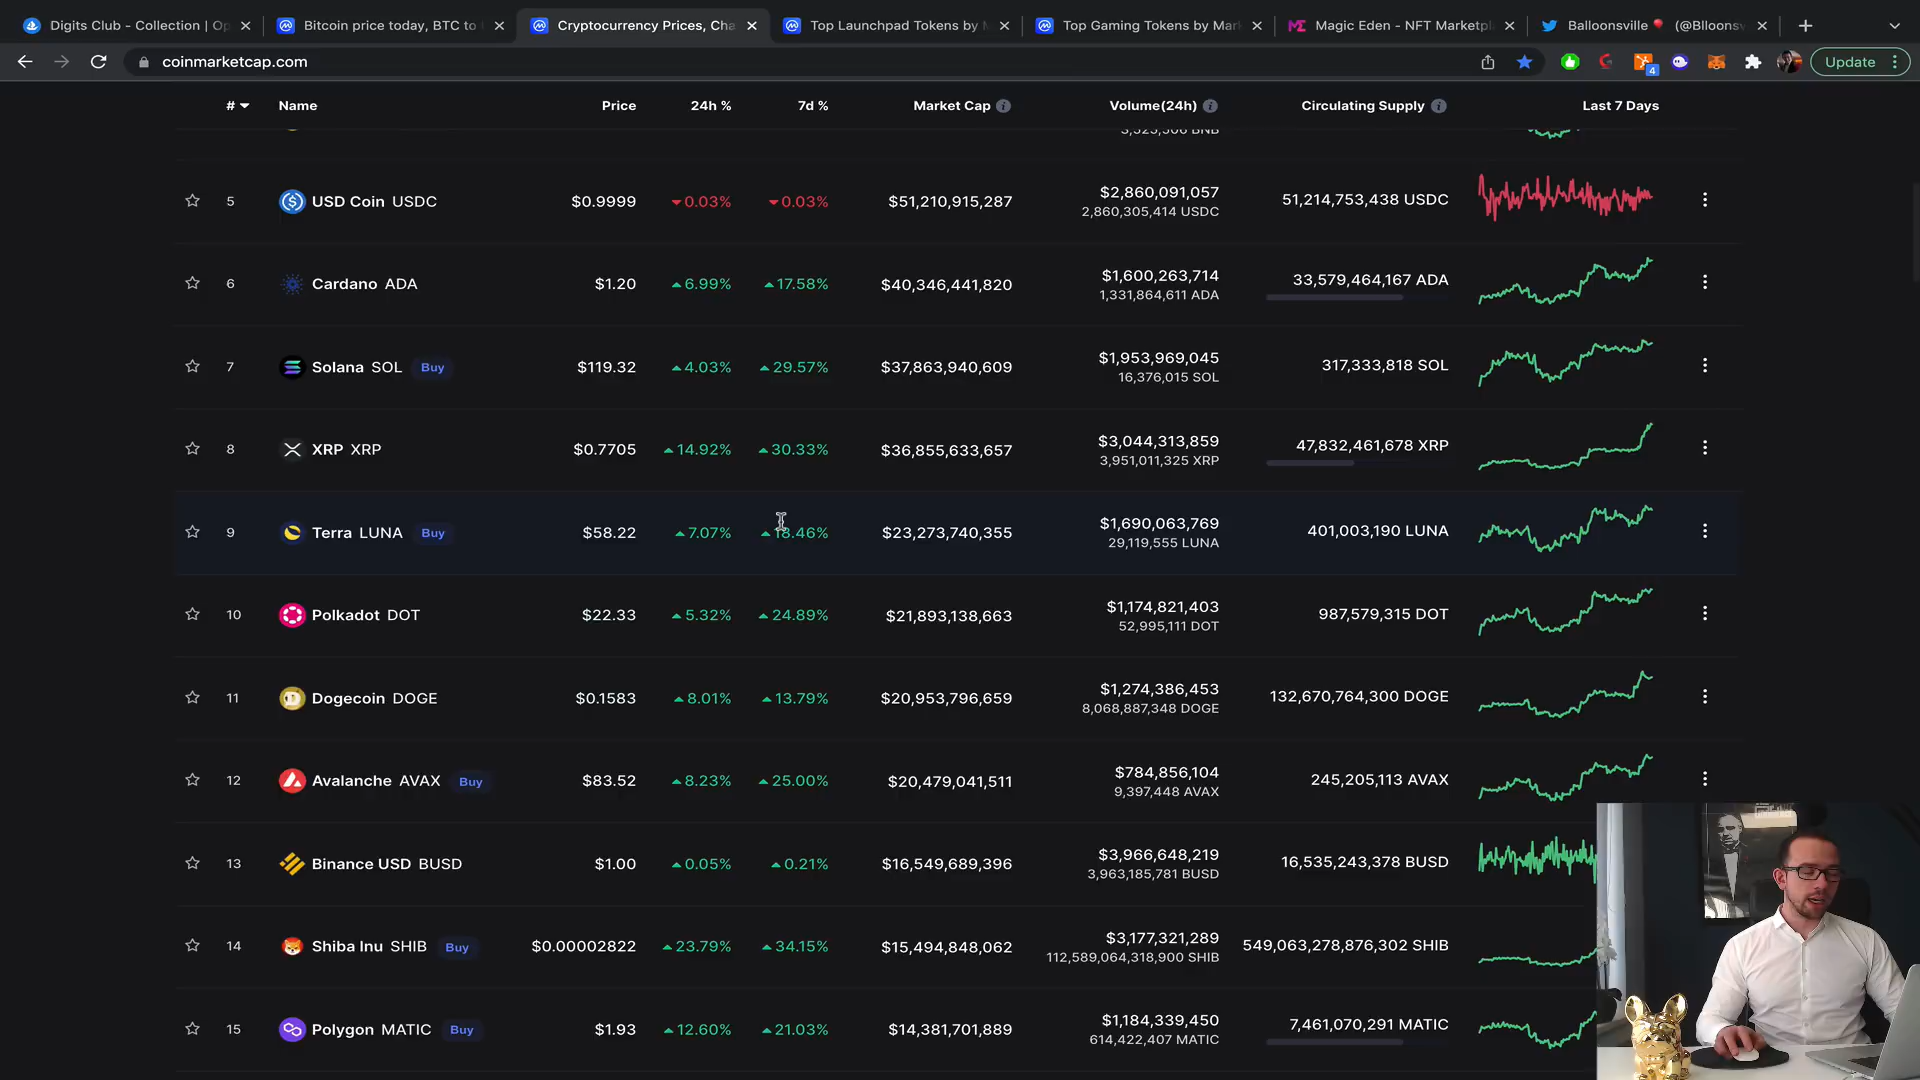 Digits Club - Collection | Op
Bitcoin price today, BTC to
Cryptocurrency Prices, Cha
Top Launchpad Tokens by M
Top Gaming Tokens by Mar
Magic Eden - NFT Marketpl
Balloonsville 🎈 (@Blloonsv
coinmarketcap.com
4
Update
# Name Price 24h % 7d % Market Cap Volume(24h) Circulating Supply Last 7 Days
3,323,306 BNB
5 USD Coin USDC $0.9999 0.03% 0.03% $51,210,915,287 $2,860,091,057 51,214,753,438 USDC
2,860,305,414 USDC
6 Cardano ADA $1.20 6.99% 17.58% $40,346,441,820 $1,600,263,714 33,579,464,167 ADA
1,331,864,611 ADA
7 Solana SOL Buy $119.32 4.03% 29.57% $37,863,940,609 $1,953,969,045 317,333,818 SOL
16,376,015 SOL
8 XRP XRP $0.7705 14.92% 30.33% $36,855,633,657 $3,044,313,859 47,832,461,678 XRP
3,951,011,325 XRP
9 Terra LUNA Buy $58.22 7.07% 18.46% $23,273,740,355 $1,690,063,769 401,003,190 LUNA
29,119,555 LUNA
10 Polkadot DOT $22.33 5.32% 24.89% $21,893,138,663 $1,174,821,403 987,579,315 DOT
52,995,111 DOT
11 Dogecoin DOGE $0.1583 8.01% 13.79% $20,953,796,659 $1,274,386,453 132,670,764,300 DOGE
8,068,887,348 DOGE
12 Avalanche AVAX Buy $83.52 8.23% 25.00% $20,479,041,511 $784,856,104 245,205,113 AVAX
9,397,448 AVAX
13 Binance USD BUSD $1.00 0.05% 0.21% $16,549,689,396 $3,966,648,219 16,535,243,378 BUSD
3,963,185,781 BUSD
14 Shiba Inu SHIB Buy $0.00002822 23.79% 34.15% $15,494,848,062 $3,177,321,289 549,063,278,876,302 SHIB
112,589,064,318,900 SHIB
15 Polygon MATIC Buy $1.93 12.60% 21.03% $14,381,701,889 $1,184,339,450 7,461,070,291 MATIC
614,422,407 MATIC